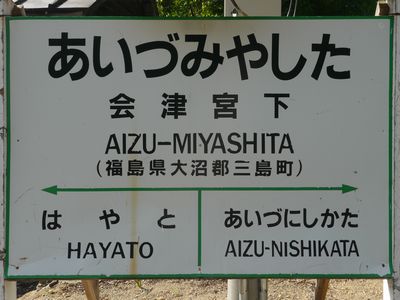 あいづみやした
会津宮下
AIZU-MIYASHITA
(福島県大沼郡三島町)
はやと あいづにしかた
HAYATO AIZU-NiSHIKATA